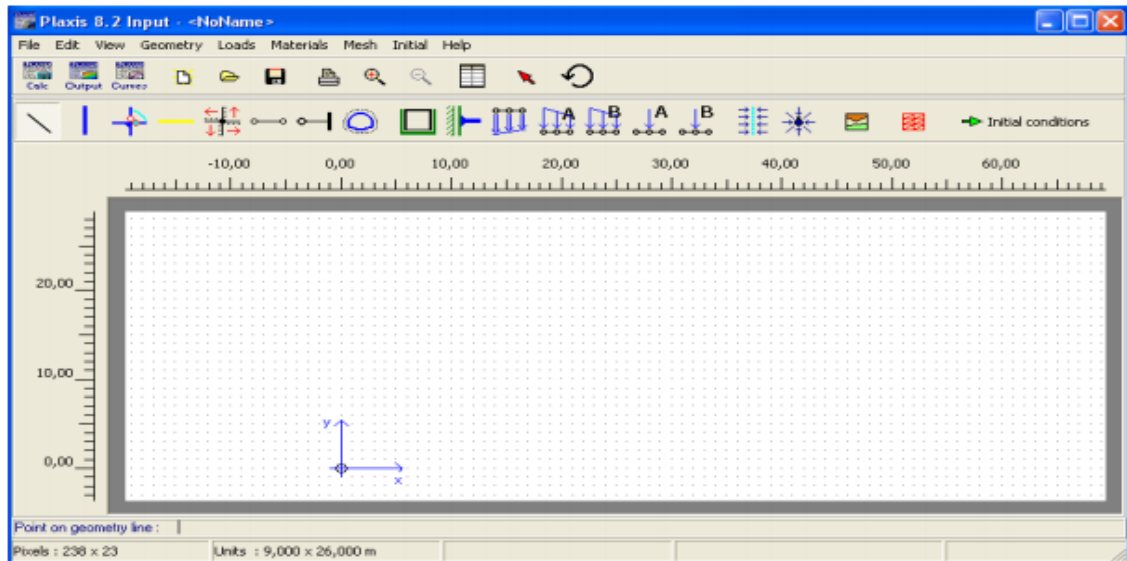 Plaxis 8.2 Input - <NoName>
File Edit View Geometry Loads Materials Mesh Initial Help
Calc Output Curves
A B A B Initial conditions
-10,00 0,00 10,00 20,00 30,00 40,00 50,00 60,00
20,00
10,00
y
0,00
x
Point on geometry line :
Pixels : 238 x 23 Units : 9,000 x 26,000 m